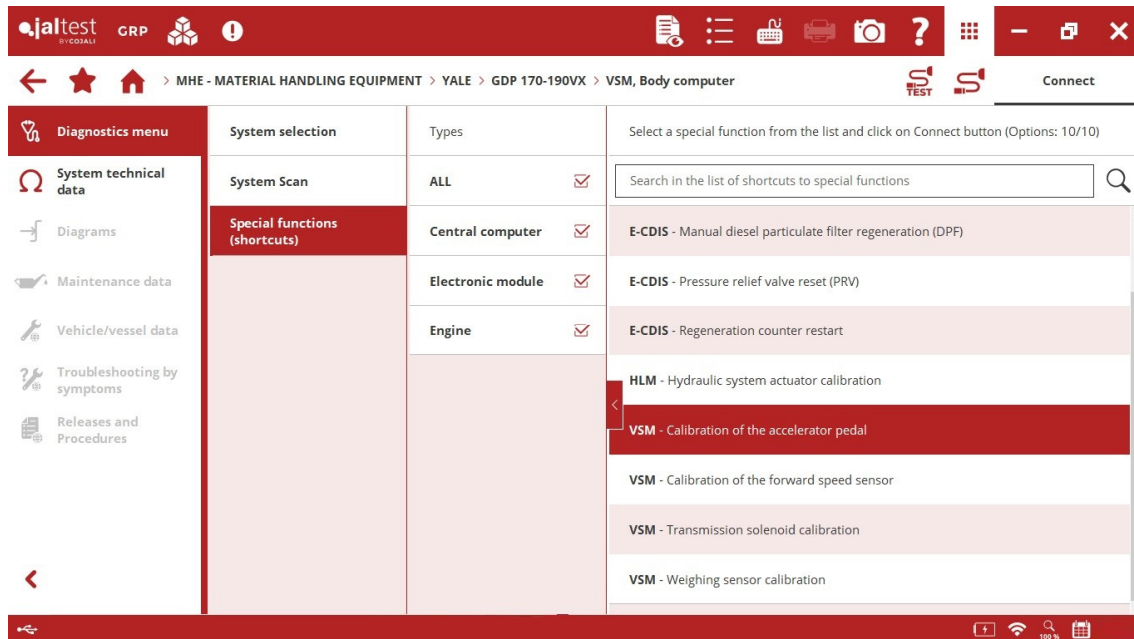 jaltest GRP
BY COJALI
TEST
> MHE - MATERIAL HANDLING EQUIPMENT > YALE > GDP 170-190VX > VSM, Body computer
Connect
Diagnostics menu
System technical
data
Diagrams
Maintenance data
Vehicle/vessel data
Troubleshooting by
symptoms
Releases and
Procedures
System selection
System Scan
Special functions
(shortcuts)
Types
ALL
Central computer
Electronic module
Engine
Select a special function from the list and click on Connect button (Options: 10/10)
Search in the list of shortcuts to special functions
E-CDIS - Manual diesel particulate filter regeneration (DPF)
E-CDIS - Pressure relief valve reset (PRV)
E-CDIS - Regeneration counter restart
HLM - Hydraulic system actuator calibration
VSM - Calibration of the accelerator pedal
VSM - Calibration of the forward speed sensor
VSM - Transmission solenoid calibration
VSM - Weighing sensor calibration
100 %